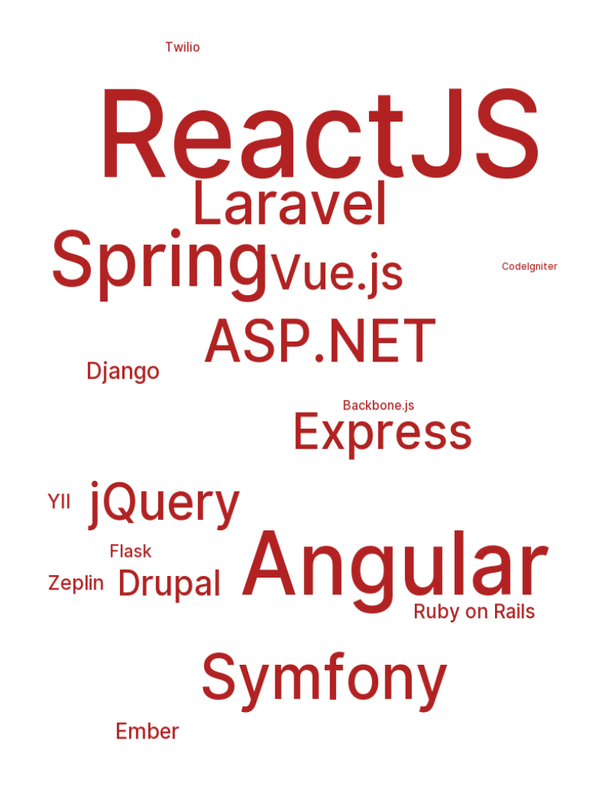 Twilio
ReactJS
Laravel
Spring
Vue.js
CodeIgniter
ASP.NET
Django
Backbone.js
Express
YII
jQuery
Angular
Flask
Zeplin
Drupal
Ruby on Rails
Symfony
Ember